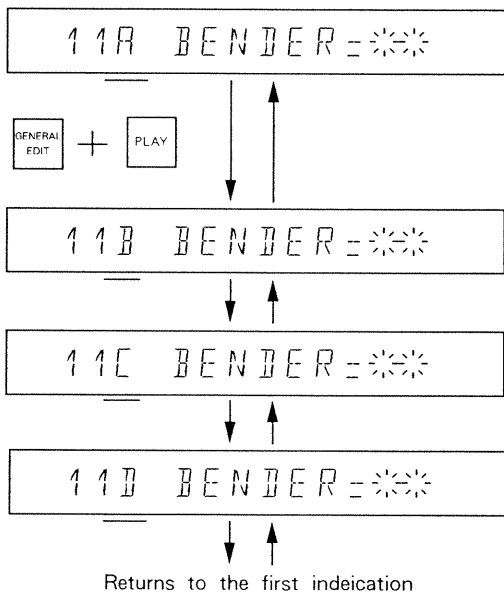 11A BENDER=*-*
GENERAL
EDIT
+
PLAY
11B BENDER=*-*
11C BENDER=*-*
11D BENDER=*-*
Returns to the first indeication